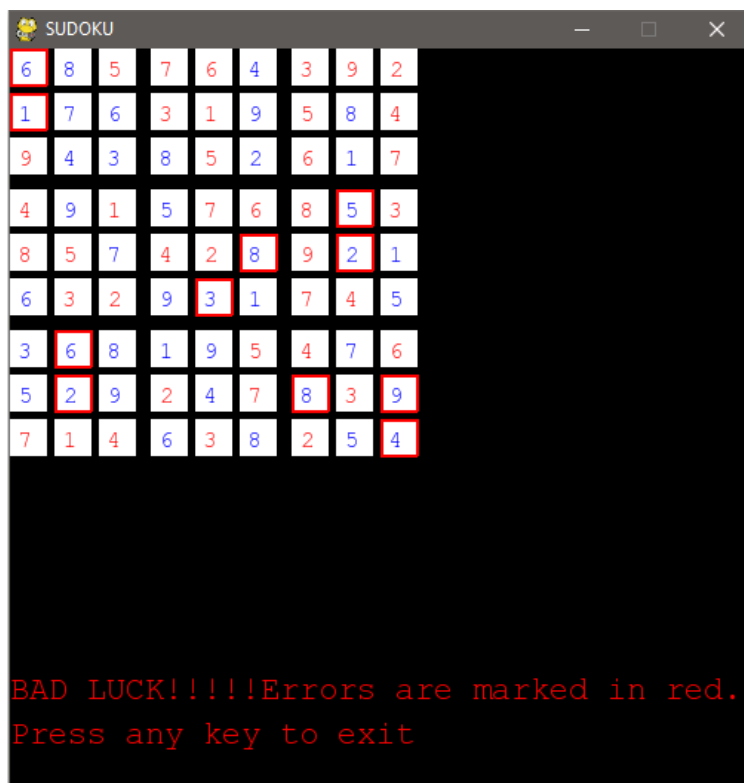 SUDOKU
6 8 5 7 6 4 3 9 2
1 7 6 3 1 9 5 8 4
9 4 3 8 5 2 6 1 7
4 9 1 5 7 6 8 5 3
8 5 7 4 2 8 9 2 1
6 3 2 9 3 1 7 4 5
3 6 8 1 9 5 4 7 6
5 2 9 2 4 7 8 3 9
7 1 4 6 3 8 2 5 4
BAD LUCK!!!!!Errors are marked in red.
Press any key to exit